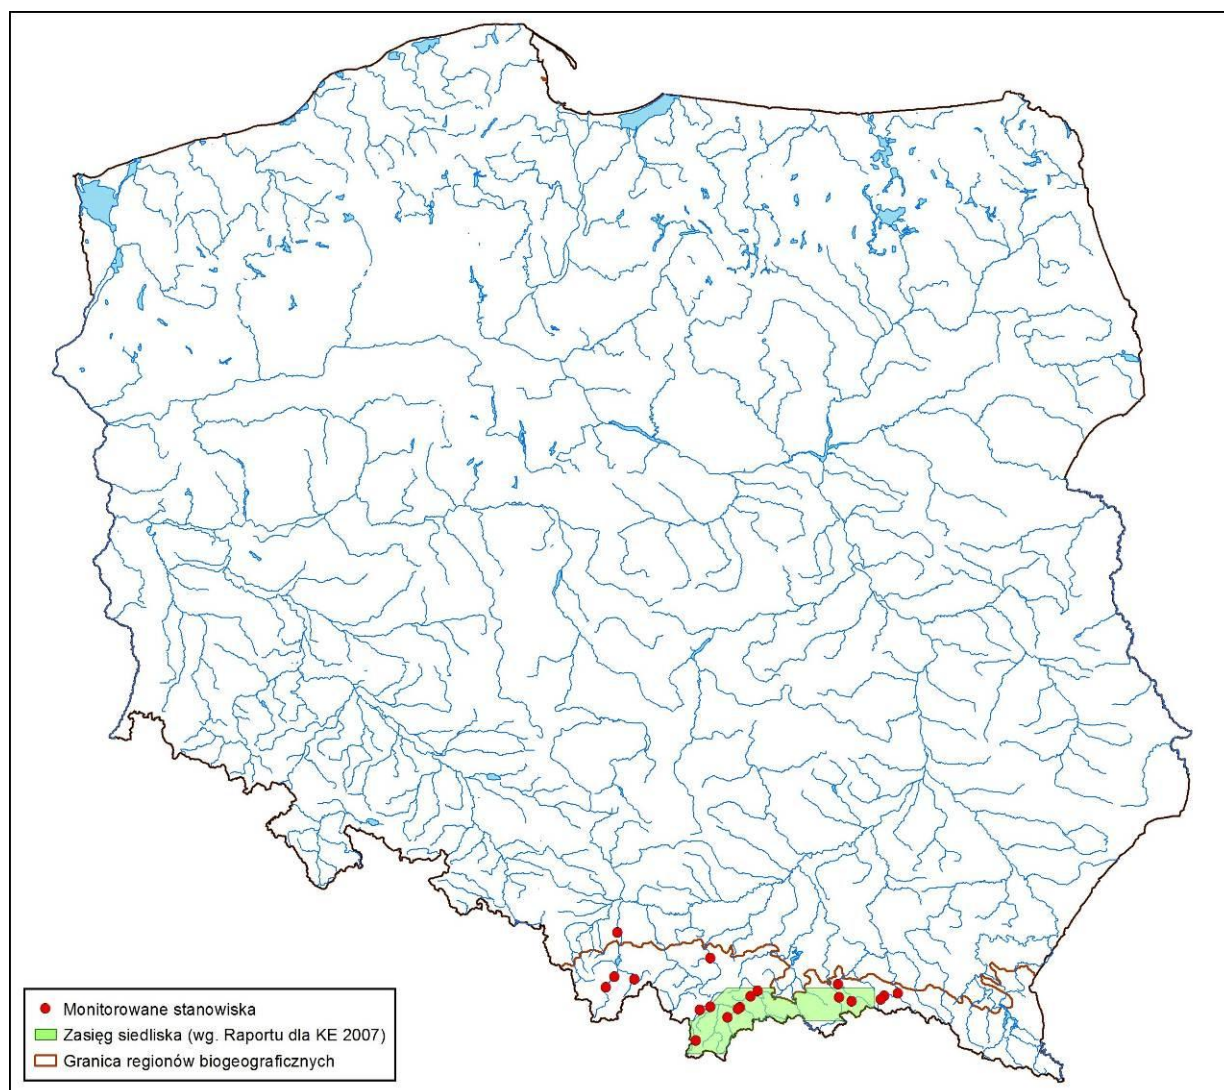 Monitorowane stanowiska
Zasięg siedliska (wg. Raportu dla KE 2007)
Granica regionów biogeograficznych